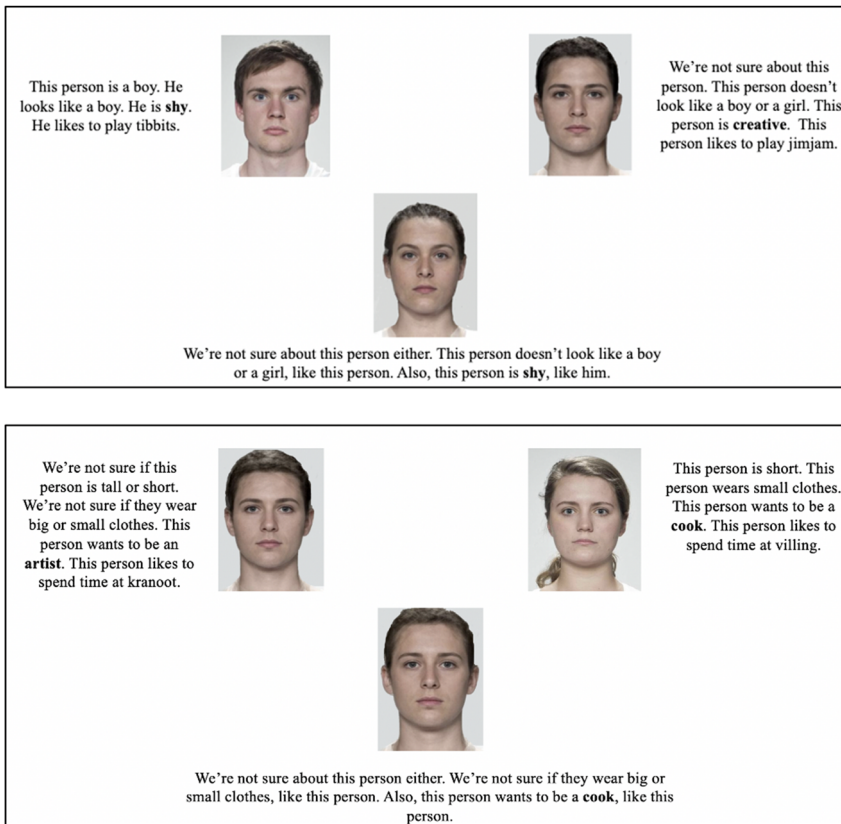 This person is a boy. He
looks like a boy. He is shy.
He likes to play tibbits.
We’re not sure about this
person. This person doesn’t
look like a boy or a girl. This
person is creative. This
person likes to play jimjam.
We’re not sure about this person either. This person doesn’t look like a boy
or a girl, like this person. Also, this person is shy, like him.
We’re not sure if this
person is tall or short.
We’re not sure if they wear
big or small clothes. This
person wants to be an
artist. This person likes to
spend time at kranoot.
This person is short. This
person wears small clothes.
This person wants to be a
cook. This person likes to
spend time at villing.
We’re not sure about this person either. We’re not sure if they wear big or
small clothes, like this person. Also, this person wants to be a cook, like this
person.